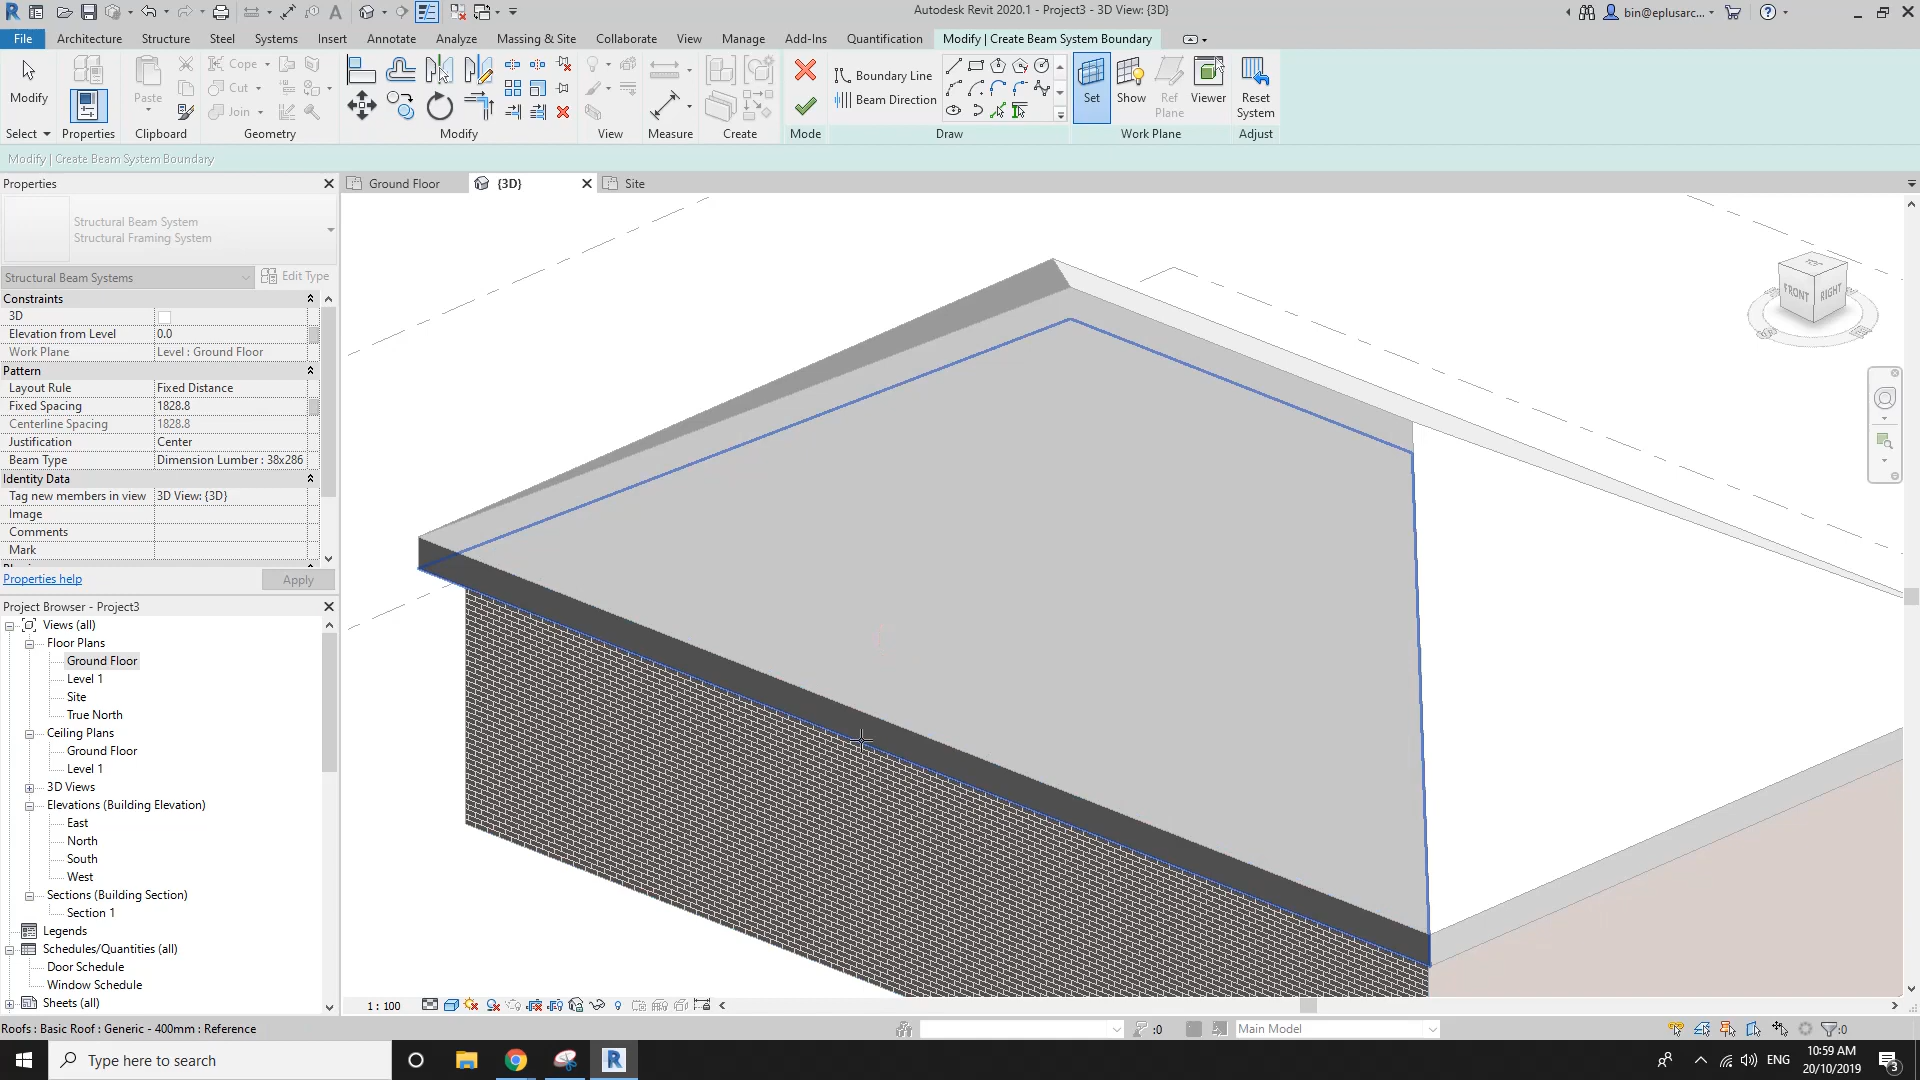 Autodesk Revit 2020.1 - Project3 - 3D View: {3D}
bin@eplusarc...
File Architecture Structure Steel Systems Insert Annotate Analyze Massing & Site Collaborate View Manage Add-Ins Quantification Modify | Create Beam System Boundary
Modify
Paste
Cope
Cut
Join
Boundary Line
Beam Direction
Set
Show
Ref Plane
Viewer
Reset System
Select Properties Clipboard Geometry Modify View Measure Create Mode Draw Work Plane Adjust
Modify | Create Beam System Boundary
Properties
Ground Floor
{3D}
Site
Structural Beam System
Structural Framing System
Structural Beam Systems
Edit Type
Constraints
3D
Elevation from Level 0.0
Work Plane Level : Ground Floor
Pattern
Layout Rule Fixed Distance
Fixed Spacing 1828.8
Centerline Spacing 1828.8
Justification Center
Beam Type Dimension Lumber : 38x286
Identity Data
Tag new members in view 3D View: {3D}
Image
Comments
Mark
Properties help
Apply
FRONT
RIGHT
Project Browser - Project3
Views (all)
Floor Plans
Ground Floor
Level 1
Site
True North
Ceiling Plans
Ground Floor
Level 1
3D Views
Elevations (Building Elevation)
East
North
South
West
Sections (Building Section)
Section 1
Legends
Schedules/Quantities (all)
Door Schedule
Window Schedule
Sheets (all)
1 : 100
Roofs : Basic Roof : Generic - 400mm : Reference
:0
Main Model
:0
Type here to search
ENG
10:59 AM
20/10/2019
3